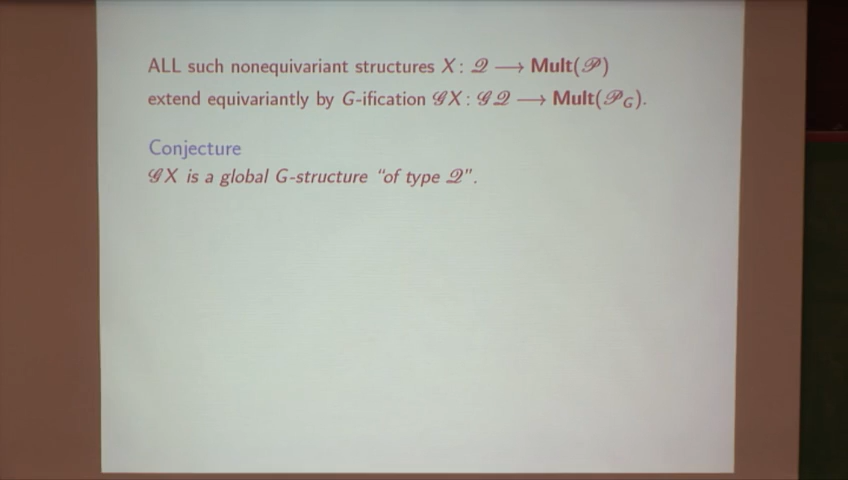 ALL such nonequivariant structures X : 𝒬 ⟶ Mult(𝒫)
extend equivariantly by G-ification 𝒢X : 𝒢𝒬 ⟶ Mult(𝒫_G).
Conjecture
𝒢X is a global G-structure “of type 𝒬”.